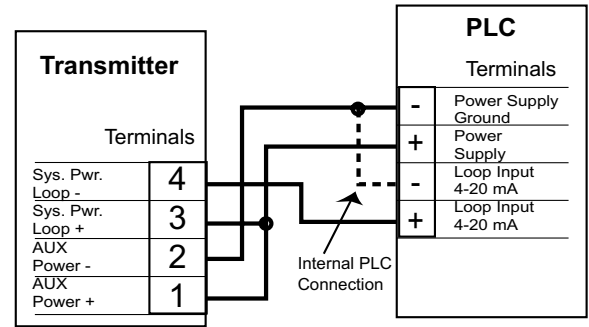 Transmitter
Terminals
Sys. Pwr.
Loop -
4
Sys. Pwr.
Loop +
3
AUX
Power -
2
AUX
Power +
1
Internal PLC
Connection
PLC
Terminals
-
Power Supply
Ground
+
Power
Supply
-
Loop Input
4-20 mA
+
Loop Input
4-20 mA